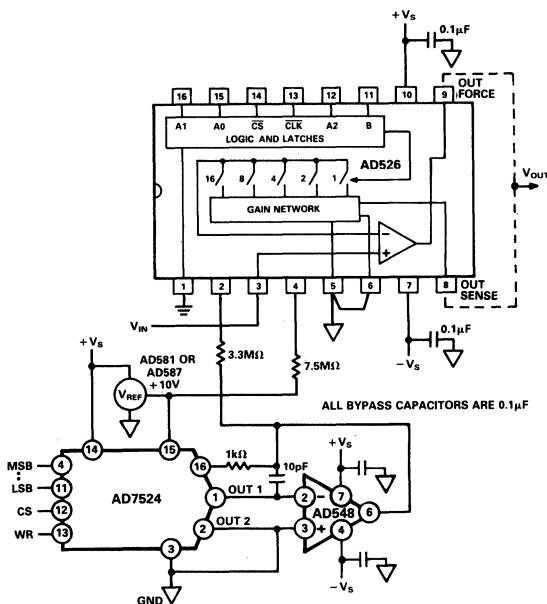 +VS
0.1µF
16 15 14 13 12 11 10 9
OUT
FORCE
A1 A0 CS CLK A2 B
LOGIC AND LATCHES
AD526
16 8 4 2 1
GAIN NETWORK
−
+
VOUT
1 2 3 4 5 6 7 8
OUT
SENSE
VIN
0.1µF
−VS
3.3MΩ
7.5MΩ
+VS
AD581 OR
AD587
+10V
VREF
ALL BYPASS CAPACITORS ARE 0.1µF
14 15
+VS
MSB 4
LSB 11
CS 12
WR 13
AD7524
16 1kΩ
10pF
1 OUT 1
2 OUT 2
3
2 − 7
AD548
3 + 4
6
−VS
GND